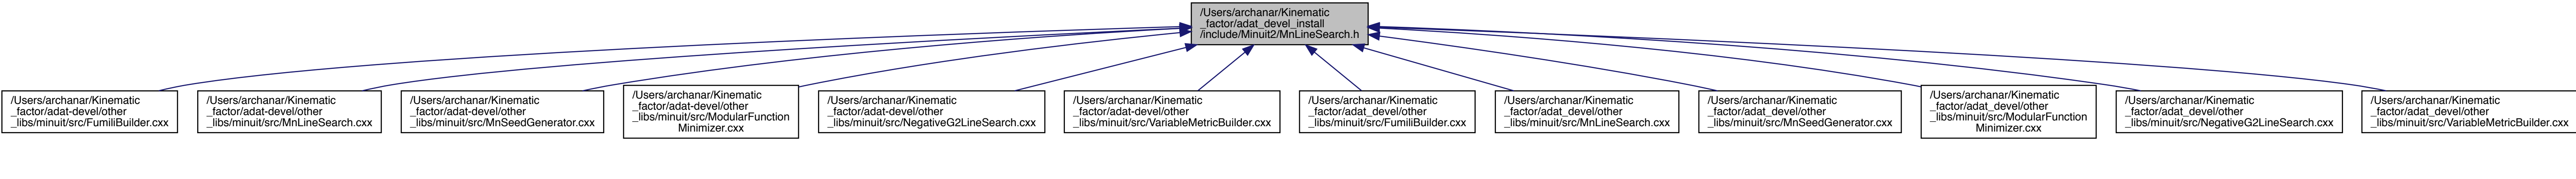 /Users/archanar/Kinematic
_factor/adat_devel_install
/include/Minuit2/MnLineSearch.h
/Users/archanar/Kinematic
_factor/adat-devel/other
_libs/minuit/src/FumiliBuilder.cxx
/Users/archanar/Kinematic
_factor/adat-devel/other
_libs/minuit/src/MnLineSearch.cxx
/Users/archanar/Kinematic
_factor/adat-devel/other
_libs/minuit/src/MnSeedGenerator.cxx
/Users/archanar/Kinematic
_factor/adat-devel/other
_libs/minuit/src/ModularFunction
Minimizer.cxx
/Users/archanar/Kinematic
_factor/adat-devel/other
_libs/minuit/src/NegativeG2LineSearch.cxx
/Users/archanar/Kinematic
_factor/adat-devel/other
_libs/minuit/src/VariableMetricBuilder.cxx
/Users/archanar/Kinematic
_factor/adat_devel/other
_libs/minuit/src/FumiliBuilder.cxx
/Users/archanar/Kinematic
_factor/adat_devel/other
_libs/minuit/src/MnLineSearch.cxx
/Users/archanar/Kinematic
_factor/adat_devel/other
_libs/minuit/src/MnSeedGenerator.cxx
/Users/archanar/Kinematic
_factor/adat_devel/other
_libs/minuit/src/ModularFunction
Minimizer.cxx
/Users/archanar/Kinematic
_factor/adat_devel/other
_libs/minuit/src/NegativeG2LineSearch.cxx
/Users/archanar/Kinematic
_factor/adat_devel/other
_libs/minuit/src/VariableMetricBuilder.cxx